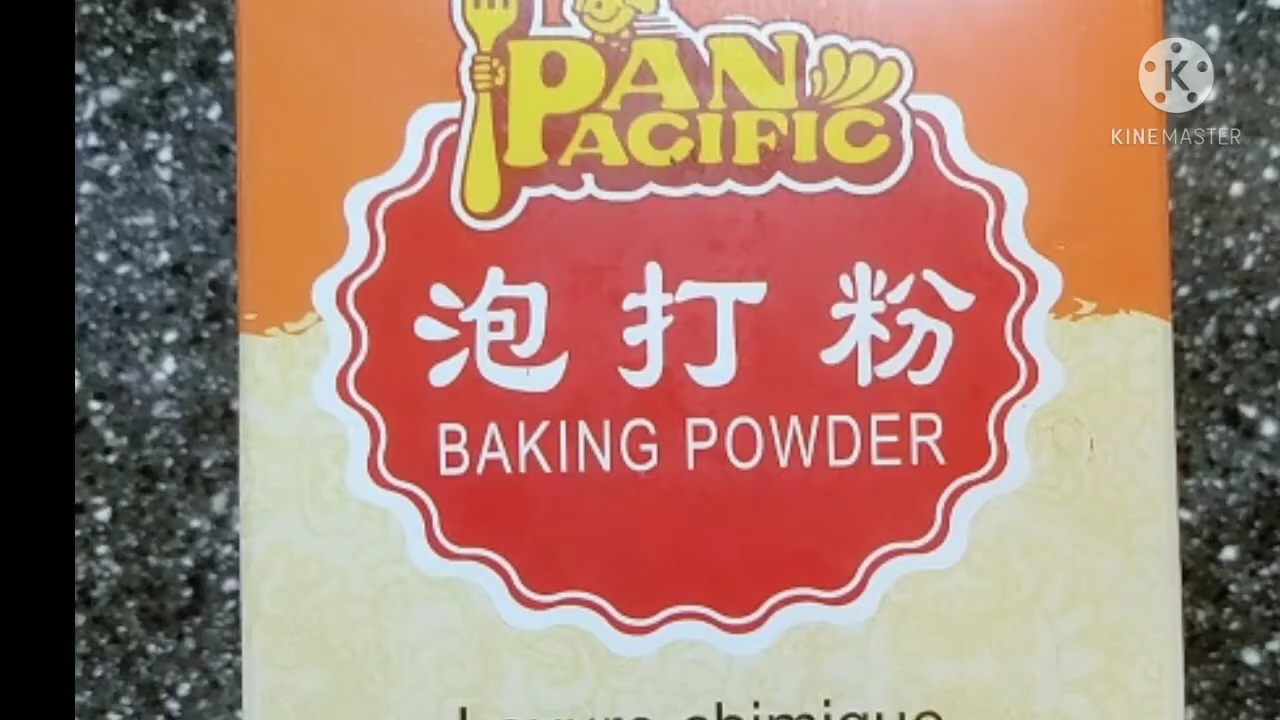 PAN
PACIFIC
泡打粉
BAKING POWDER
Levure chimique
K
KINEMASTER